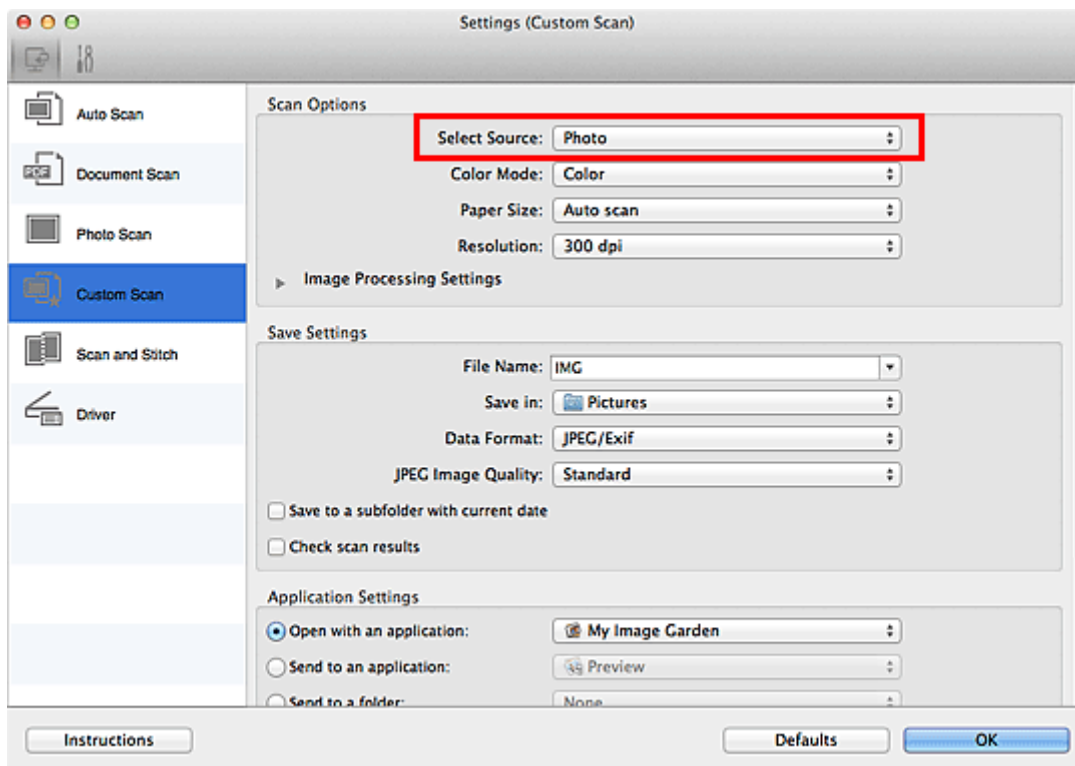 Settings (Custom Scan)
Auto Scan
Document Scan
PDF
Photo Scan
Custom Scan
Scan and Stitch
Driver
Scan Options
Select Source: Photo
Color Mode: Color
Paper Size: Auto scan
Resolution: 300 dpi
Image Processing Settings
Save Settings
File Name: IMG
Save in: Pictures
Data Format: JPEG/Exif
JPEG Image Quality: Standard
Save to a subfolder with current date
Check scan results
Application Settings
Open with an application: My Image Garden
Send to an application: Preview
Send to a folder: None
Instructions
Defaults
OK